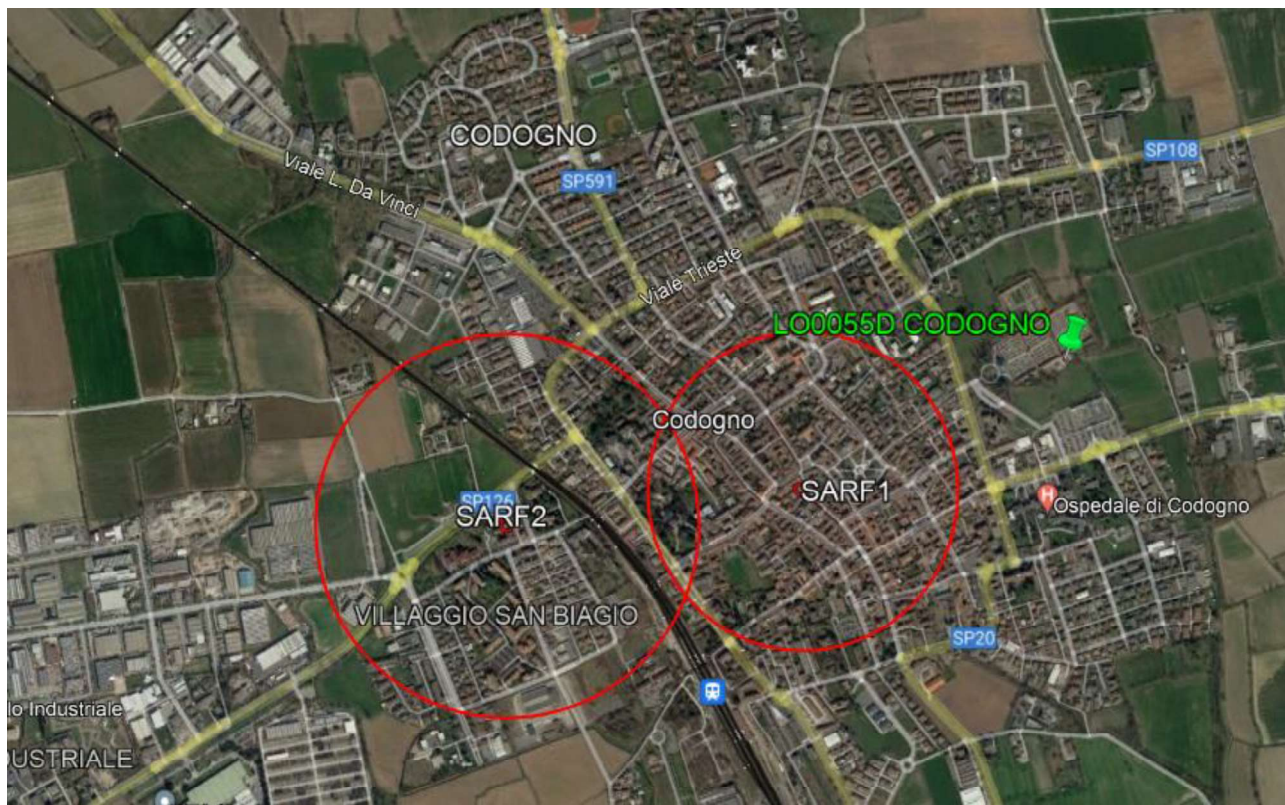 CODOGNO
SP108
SP591
Viale L. Da Vinci
Viale Trieste
LO0055D CODOGNO
Codogno
SARF1
SP126
SARF2
H
Ospedale di Codogno
VILLAGGIO SAN BIAGIO
SP20
lo Industriale
DUSTRIALE